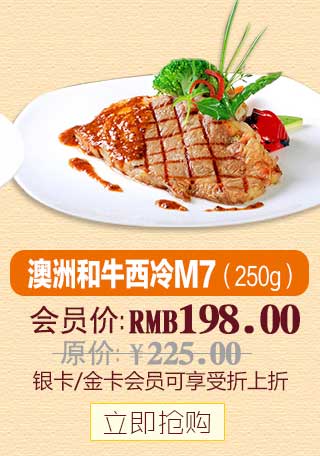 澳洲和牛西冷M7（250g）
会员价:RMB198.00
原价:￥225.00
银卡/金卡会员可享受折上折
立即抢购